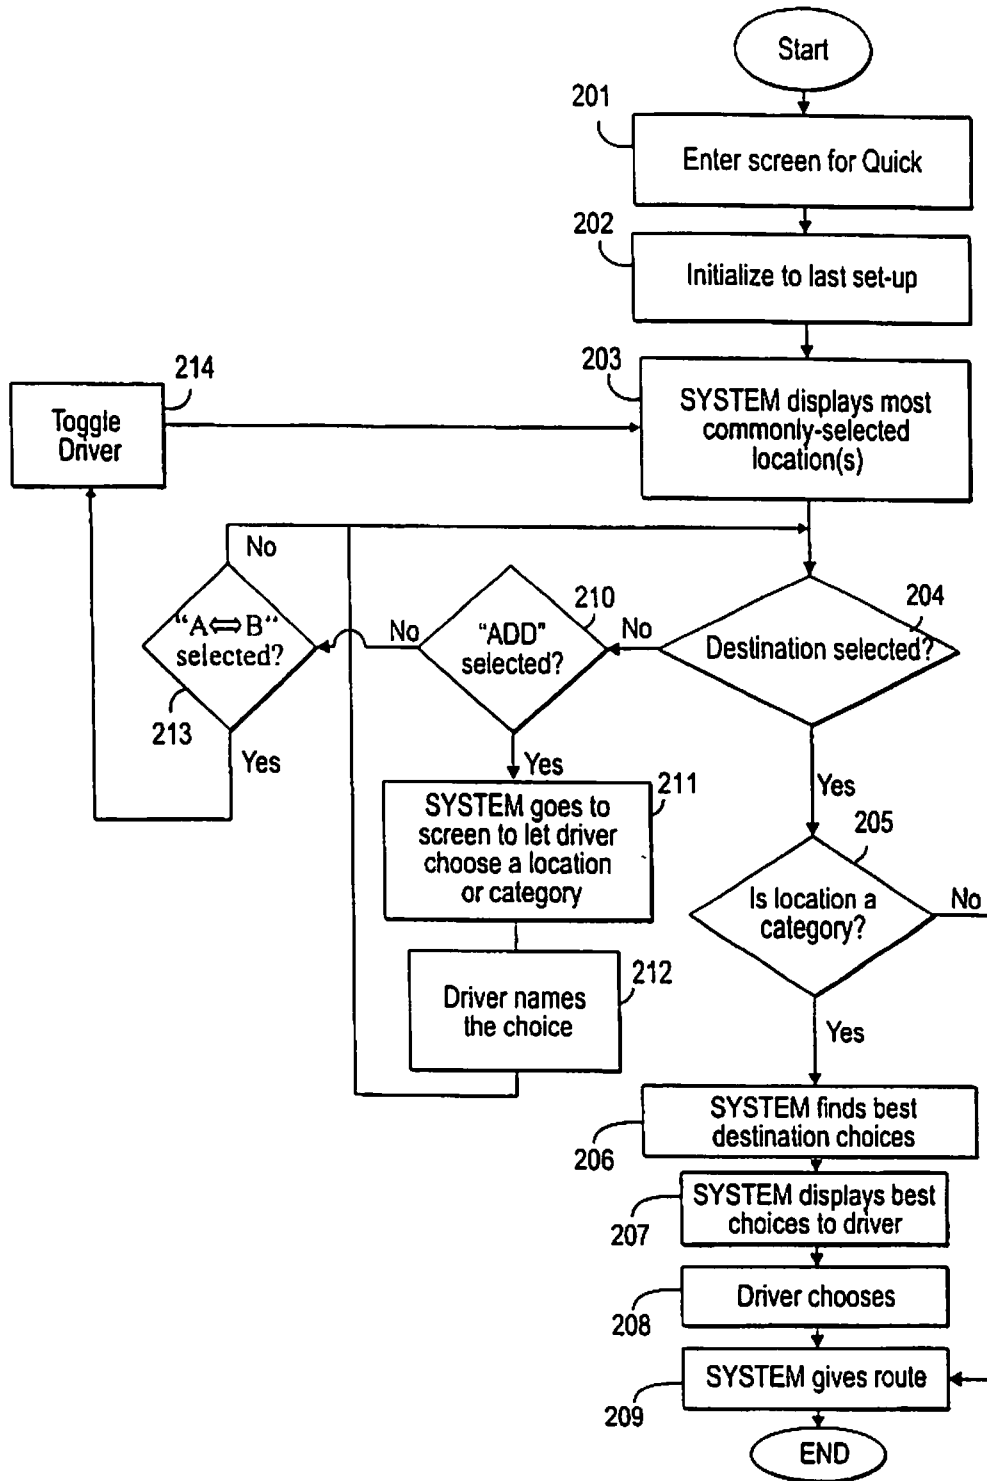 Start
201
Enter screen for Quick
202
Initialize to last set-up
203
SYSTEM displays most
commonly-selected
location(s)
214
Toggle
Driver
No
"A⇔B"
selected?
213
Yes
No
"ADD"
selected?
210
No
204
Destination selected?
Yes
Yes
211
SYSTEM goes to
screen to let driver
choose a location
or category
205
Is location a
category?
No
212
Driver names
the choice
Yes
SYSTEM finds best
destination choices
206
SYSTEM displays best
choices to driver
207
Driver chooses
208
SYSTEM gives route
209
END